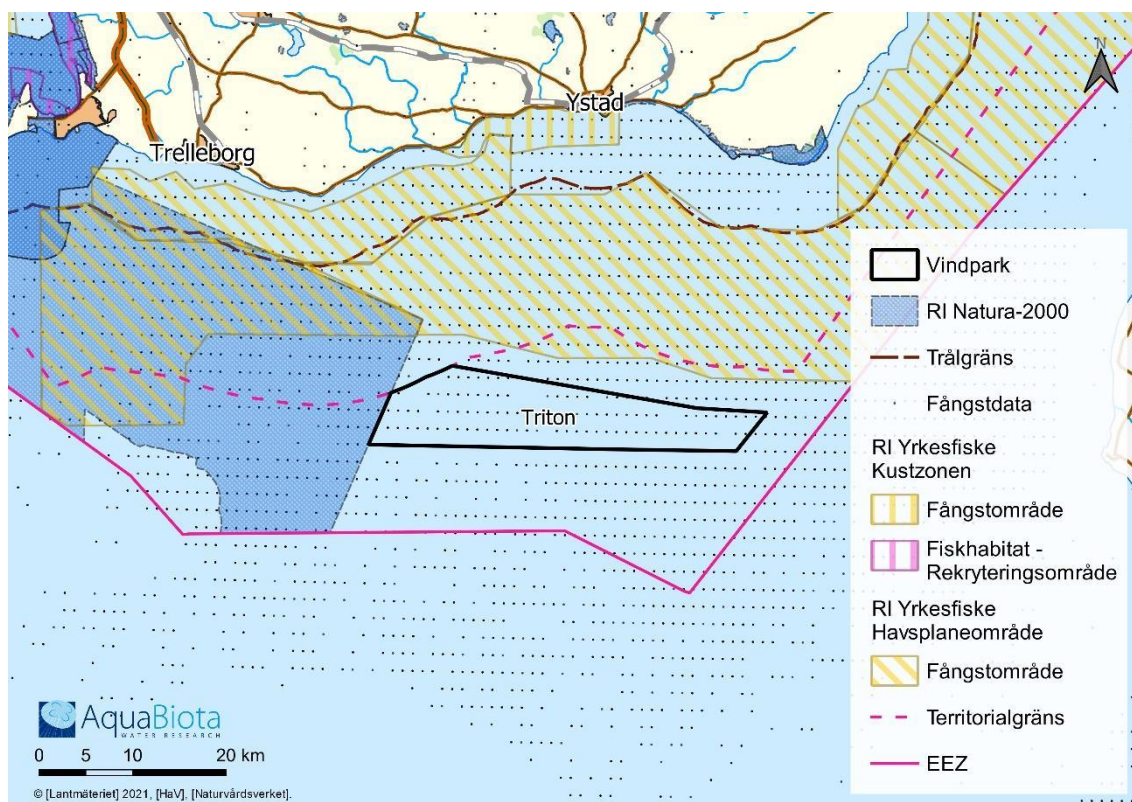 N
Ystad
Trelleborg
Triton
Vindpark
RI Natura-2000
Trålgräns
Fångstdata
RI Yrkesfiske
Kustzonen
Fångstområde
Fiskhabitat -
Rekryteringsområde
RI Yrkesfiske
Havsplaneområde
Fångstområde
Territorialgräns
EEZ
AquaBiota
WATER RESEARCH
0 5 10 20 km
© [Lantmäteriet] 2021, [HaV], [Naturvårdsverket].